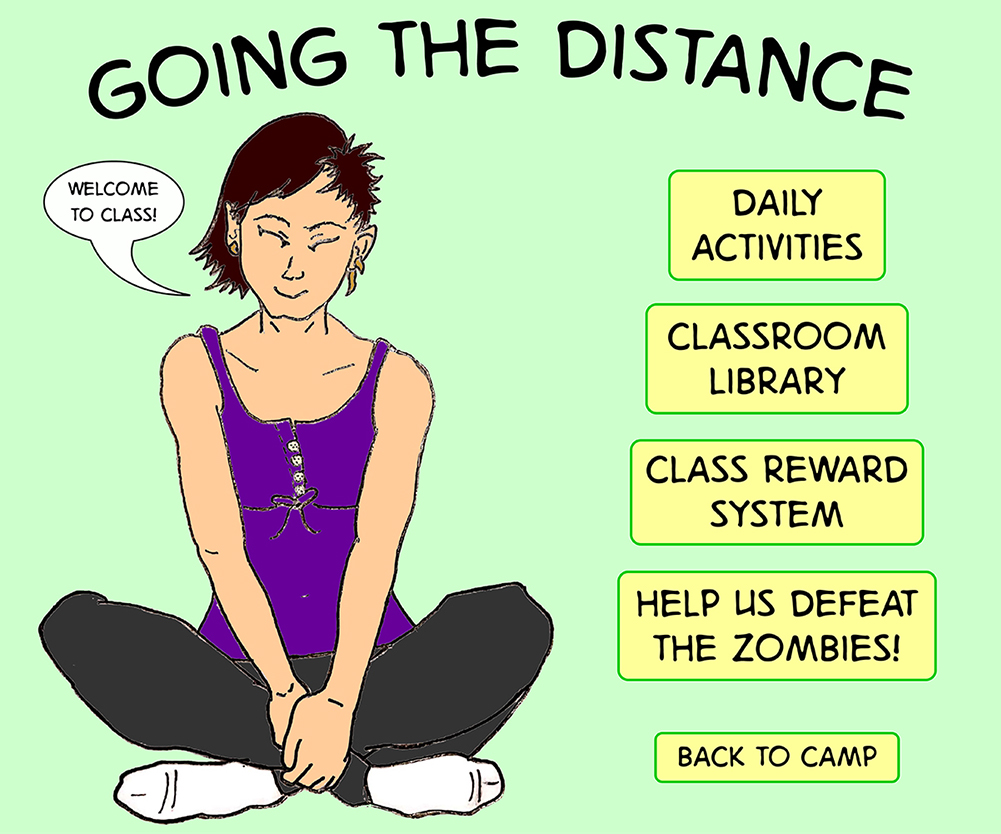 GOING THE DISTANCE
WELCOME
TO CLASS!
DAILY
ACTIVITIES
CLASSROOM
LIBRARY
CLASS REWARD
SYSTEM
HELP US DEFEAT
THE ZOMBIES!
BACK TO CAMP